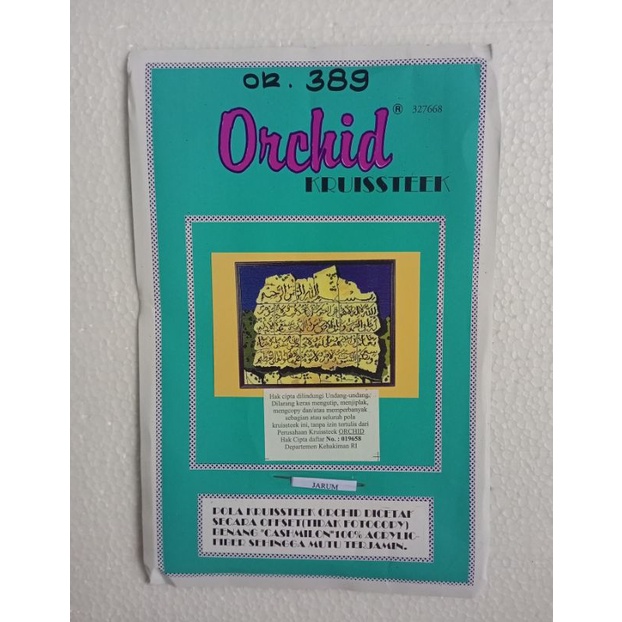 OR. 389
Orchid ® 327668
KRUISSTEEK
Hak cipta dilindungi Undang-undang.
Dilarang keras mengutip, menjiplak,
mengcopy dan/atau memperbanyak
sebagian atau seluruh pola
kruissteek ini, tanpa izin tertulis dari
Perusahaan Kruissteek ORCHID
Hak Cipta daftar No. : 019658
Departemen Kehakiman RI
JARUM
POLA KRUISSTEEK ORCHID DICETAK
SECARA OFFSET(TIDAK FOTOCOPY)
BENANG "CASHMILON"100% ACRYLIC-
FIBER SEHINGGA MUTU TERJAMIN.